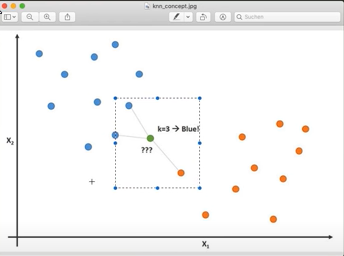 knn_concept.jpg
Suchen
X₂
k=3 → Blue!
???
X₁